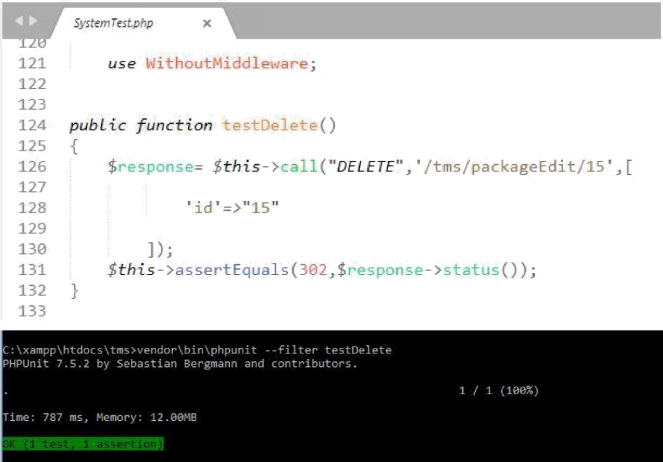 SystemTest.php ×
120
121 use WithoutMiddleware;
122
123
124 public function testDelete()
125 {
126 $response= $this->call("DELETE",'/tms/packageEdit/15',[
127
128 'id'=>"15"
129
130 ]);
131 $this->assertEquals(302,$response->status());
132 }
133
C:\xampp\htdocs\tms>vendor\bin\phpunit --filter testDelete
PHPUnit 7.5.2 by Sebastian Bergmann and contributors.
. 1 / 1 (100%)
Time: 787 ms, Memory: 12.00MB
OK (1 test, 1 assertion)